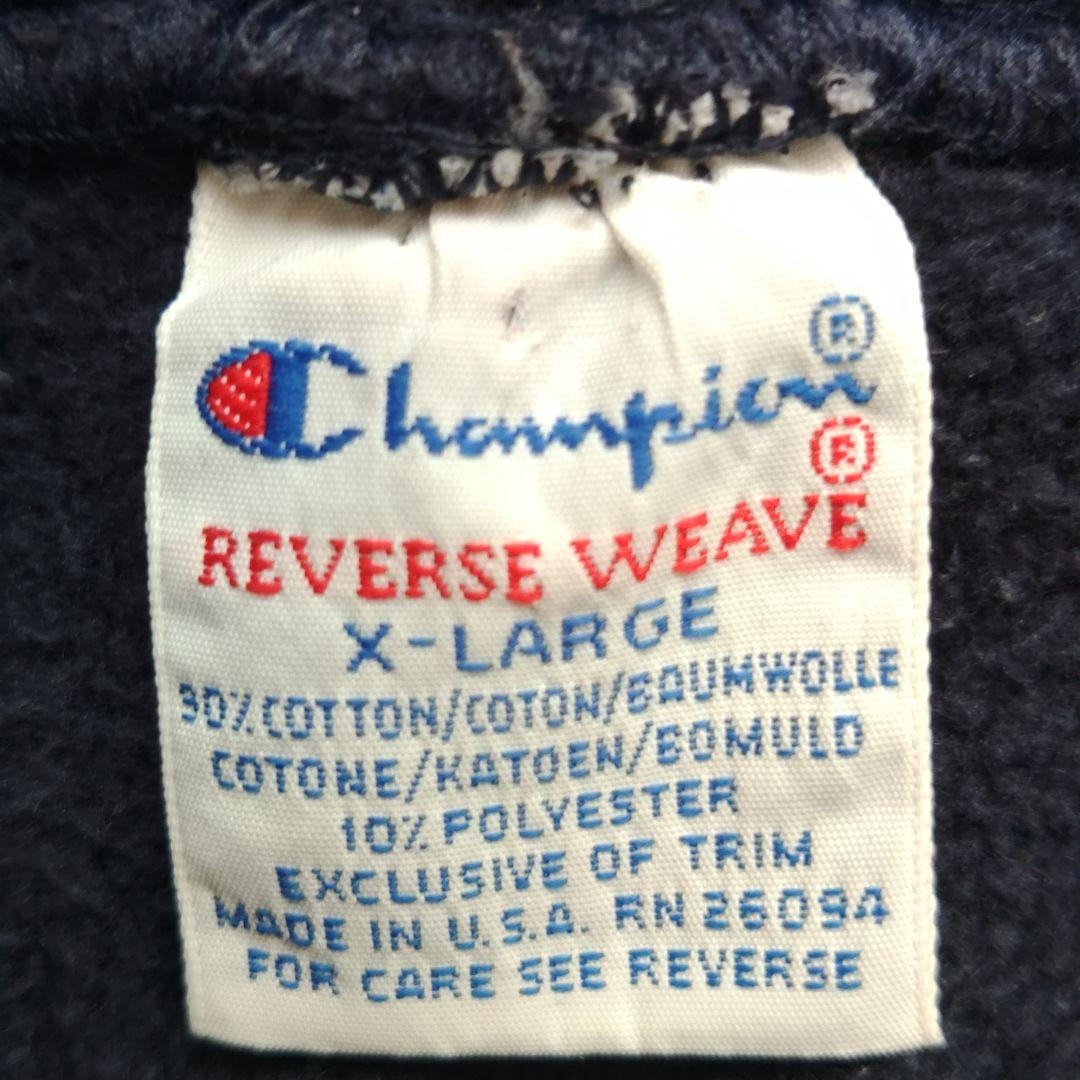 Champion®
REVERSE WEAVE®
X-LARGE
90% COTTON/COTON/BAUMWOLLE
COTONE/KATOEN/BOMULD
10% POLYESTER
EXCLUSIVE OF TRIM
MADE IN U.S.A. RN 26094
FOR CARE SEE REVERSE